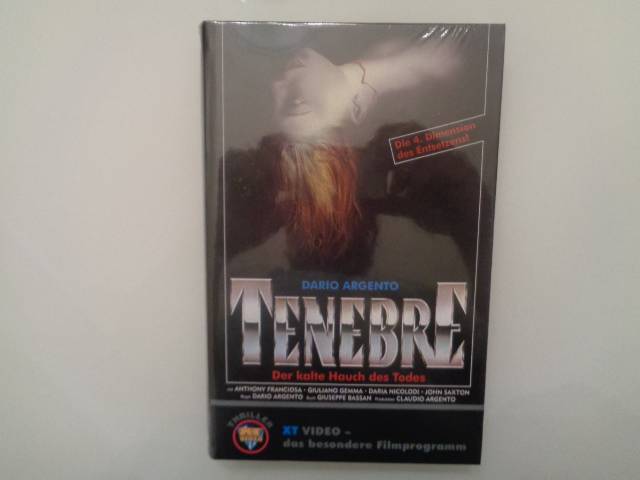 Die 4. Dimension
des Entsetzens!
DARIO ARGENTO
TENEBRE
Der kalte Hauch des Todes
ANTHONY FRANCIOSA · GIULIANO GEMMA · DARIA NICOLODI · JOHN SAXTON
DARIO ARGENTO GIUSEPPE BASSAN CLAUDIO ARGENTO
THRILLER
XT VIDEO –
das besondere Filmprogramm